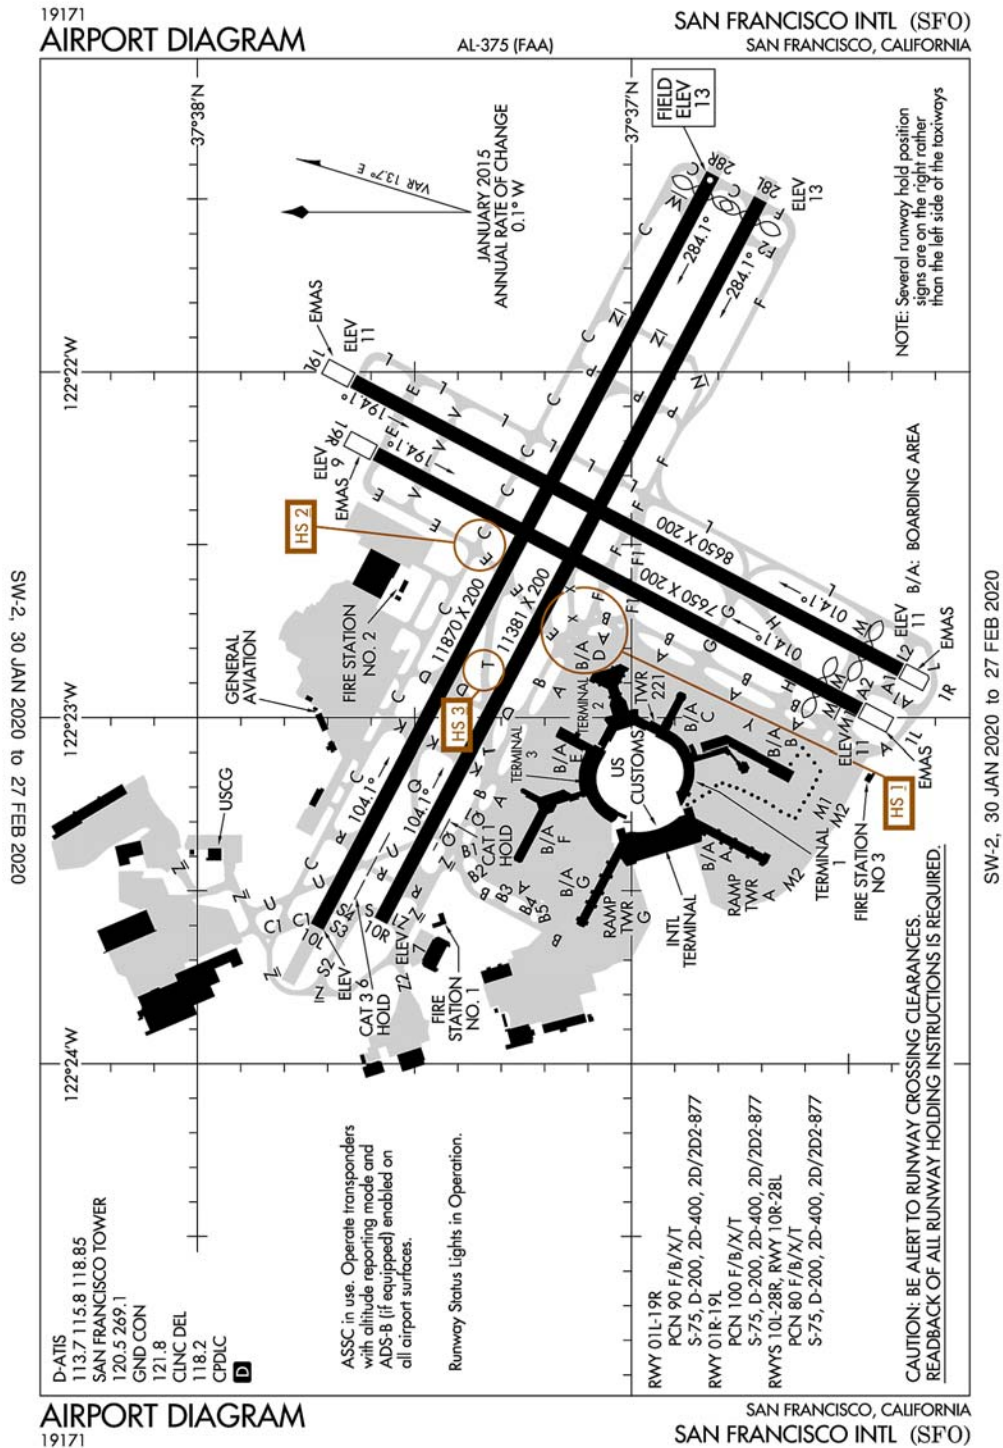 19171
AIRPORT DIAGRAM
AL-375 (FAA)
SAN FRANCISCO INTL (SFO)
SAN FRANCISCO, CALIFORNIA
37°38'N
37°37'N
122°22'W
122°23'W
122°24'W
VAR 13.7° E
JANUARY 2015
ANNUAL RATE OF CHANGE
0.1° W
FIELD
ELEV
13
28R
28L
ELEV
13
284.1°
284.1°
NOTE: Several runway hold position
signs are on the right rather
than the left side of the taxiways
EMAS
19L
ELEV
11
194.1°
19R
ELEV
9
EMAS
194.1°
HS 2
FIRE STATION
NO. 2
GENERAL
AVIATION
USCG
HS 3
11870 X 200
11381 X 200
8650 X 200
7650 X 200
B/A: BOARDING AREA
104.1°
104.1°
014.1°
014.1°
10L
ELEV
6
10R
ELEV
7
CAT 3
HOLD
CAT 1
HOLD
FIRE
STATION
NO. 1
TERMINAL
2
TERMINAL
3
TWR
221
US
CUSTOMS
B/A
D
B/A
E
B/A
F
B/A
G
B/A
C
B/A
B
B/A
A
RAMP
TWR
G
RAMP
TWR
A
INTL
TERMINAL
TERMINAL
1
FIRE STATION
NO 3
HS 1
ELEV
11
1L
EMAS
ELEV
11
1R
EMAS
D-ATIS
113.7 115.8 118.85
SAN FRANCISCO TOWER
120.5 269.1
GND CON
121.8
CLNC DEL
118.2
CPDLC
D
ASSC in use. Operate transponders
with altitude reporting mode and
ADS-B (if equipped) enabled on
all airport surfaces.
Runway Status Lights in Operation.
RWY 01L-19R
PCN 90 F/B/X/T
S-75, D-200, 2D-400, 2D/2D2-877
RWY 01R-19L
PCN 100 F/B/X/T
S-75, D-200, 2D-400, 2D/2D2-877
RWYS 10L-28R, RWY 10R-28L
PCN 80 F/B/X/T
S-75, D-200, 2D-400, 2D/2D2-877
CAUTION: BE ALERT TO RUNWAY CROSSING CLEARANCES.
READBACK OF ALL RUNWAY HOLDING INSTRUCTIONS IS REQUIRED.
SW-2, 30 JAN 2020 to 27 FEB 2020
SW-2, 30 JAN 2020 to 27 FEB 2020
AIRPORT DIAGRAM
19171
SAN FRANCISCO, CALIFORNIA
SAN FRANCISCO INTL (SFO)